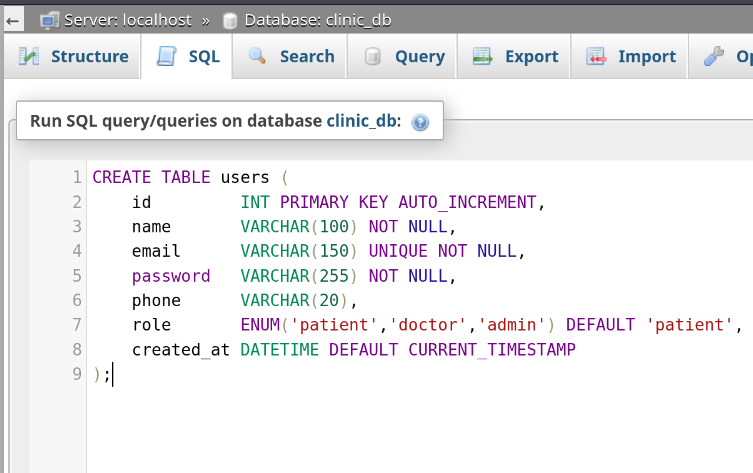 ← Server: localhost » Database: clinic_db
Structure SQL Search Query Export Import
Run SQL query/queries on database clinic_db:
1 CREATE TABLE users (
2 id INT PRIMARY KEY AUTO_INCREMENT,
3 name VARCHAR(100) NOT NULL,
4 email VARCHAR(150) UNIQUE NOT NULL,
5 password VARCHAR(255) NOT NULL,
6 phone VARCHAR(20),
7 role ENUM('patient','doctor','admin') DEFAULT 'patient',
8 created_at DATETIME DEFAULT CURRENT_TIMESTAMP
9 );